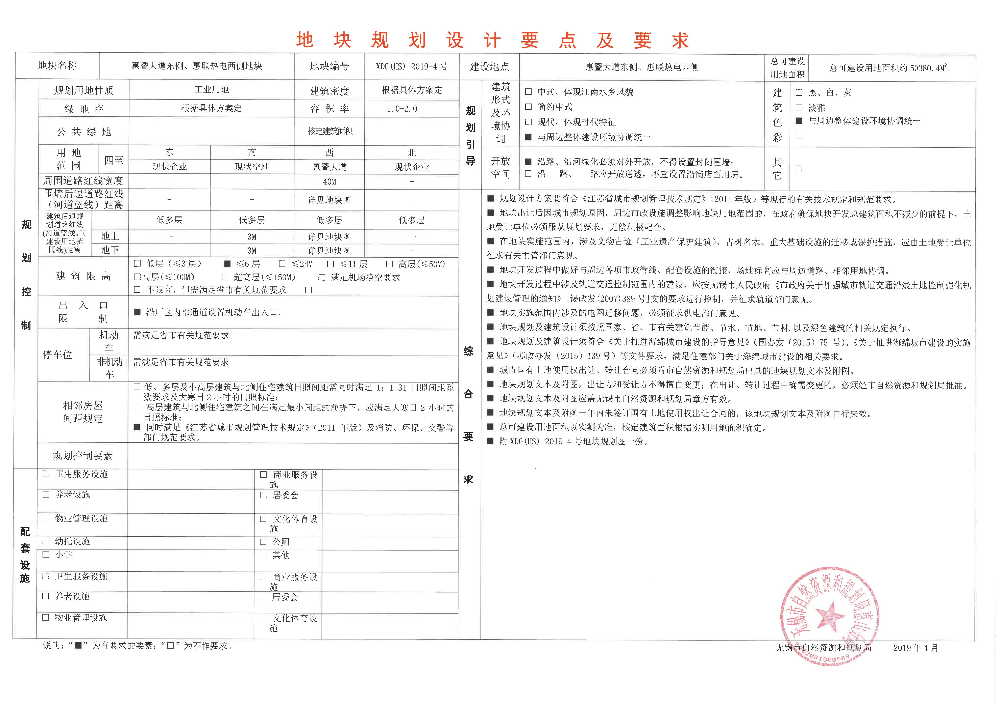 地块规划设计要点及要求
地块名称 惠暨大道东侧、惠联热电西侧地块 地块编号 XDG(HS)-2019-4号 建设地点 惠暨大道东侧、惠联热电西侧 总可建设用地面积 总可建设用地面积约50380.4M²。
规划控制
规划用地性质 工业用地 建筑密度 根据具体方案定
绿地率 根据具体方案定 容积率 1.0-2.0
公共绿地 核定建筑面积
用地范围 四至 东 南 西 北
现状企业 现状空地 惠暨大道 现状企业
周围道路红线宽度 - - 40M -
围墙后退道路红线
（河道蓝线）距离 - - 详见地块图 -
建筑后退规划道路红线(河道蓝线、可建设用地范围线)距离 低多层 低多层 低多层 低多层
地上 - 3M 详见地块图 -
地下 - 3M 详见地块图 -
建筑限高
□ 低层（≤3层） ■ ≤6层 □ ≤24M □ ≤11层 □ 高层(≤50M)
□高层(≤100M） □ 超高层(≤150M） □ 满足机场净空要求
□ 不限高，但需满足省市有关规范要求 □
出入口
限制
■ 沿厂区内部通道设置机动车出入口。
停车位 机动车 需满足省市有关规范要求
非机动车 需满足省市有关规范要求
相邻房屋
间距规定
□ 低、多层及小高层建筑与北侧住宅建筑日照间距需同时满足 1：1.31 日照间距系
数要求及大寒日2小时的日照标准；
□ 高层建筑与北侧住宅建筑之间在满足最小间距的前提下，应满足大寒日2小时的
日照标准；
■ 同时满足《江苏省城市规划管理技术规定》（2011 年版）及消防、环保、交警等
部门规范要求。
规划控制要素
配套设施
□ 卫生服务设施 □ 商业服务设施
□ 养老设施 □ 居委会
□ 物业管理设施 □ 文化体育设施
□ 幼托设施 □ 公厕
□ 小学 □ 其他
□ 卫生服务设施 □ 商业服务设施
□ 养老设施 □ 居委会
□ 物业管理设施 □ 文化体育设施
规划引导
建筑形式及环境协调
□ 中式，体现江南水乡风貌
□ 简约中式
□ 现代，体现时代特征
■ 与周边整体建设环境协调统一
建筑色彩
□ 黑、白、灰
□ 淡雅
■ 与周边整体建设环境协调统一
□
开放空间
■ 沿路、沿河绿化必须对外开放，不得设置封闭围墙；
□ 沿 路、 路应开放通透，不宜设置沿街店面用房。
其它
□
综合要求
■ 规划设计方案要符合《江苏省城市规划管理技术规定》（2011年版）等现行的有关技术规定和规范要求。
■ 地块出让后因城市规划原因，周边市政设施调整影响地块用地范围的，在政府确保地块开发总建筑面积不减少的前提下，土
地受让单位必须服从规划要求，无偿积极配合。
■ 在地块实施范围内，涉及文物古迹（工业遗产保护建筑）、古树名木、重大基础设施的迁移或保护措施，应由土地受让单位
征求有关主管部门意见。
■ 地块开发过程中做好与周边各项市政管线、配套设施的衔接，场地标高应与周边道路、相邻用地协调。
■ 地块开发过程中涉及轨道交通控制范围内的建设，应按无锡市人民政府《市政府关于加强城市轨道交通沿线土地控制强化规
划建设管理的通知》[锡政发(2007)389号]文的要求进行控制，并征求轨道部门意见。
■ 地块实施范围内涉及的电网迁移问题，必须征求供电部门意见。
■ 地块规划及建筑设计须按照国家、省、市有关建筑节能、节水、节地、节材,以及绿色建筑的相关规定执行。
■ 地块规划及建筑设计须符合《关于推进海绵城市建设的指导意见》（国办发（2015）75 号）、《关于推进海绵城市建设的实施
意见》（苏政办发（2015）139号）等文件要求，满足住建部门关于海绵城市建设的相关要求。
■ 城市国有土地使用权出让、转让合同必须附市自然资源和规划局出具的地块规划文本及附图。
■ 地块规划文本及附图，出让方和受让方不得擅自变更；在出让、转让过程中确需变更的，必须经市自然资源和规划局批准。
■ 地块规划文本及附图应盖无锡市自然资源和规划局章方有效。
■ 地块规划文本及附图一年内未签订国有土地使用权出让合同的，该地块规划文本及附图自行失效。
■ 总可建设用地面积以实测为准，核定建筑面积根据实测用地面积确定。
■ 附XDG(HS)-2019-4号地块规划图一份。
说明：“■”为有要求的要素；“□”为不作要求。
无锡市自然资源和规划局 2019年4月
无锡市自然资源和规划局惠山分局